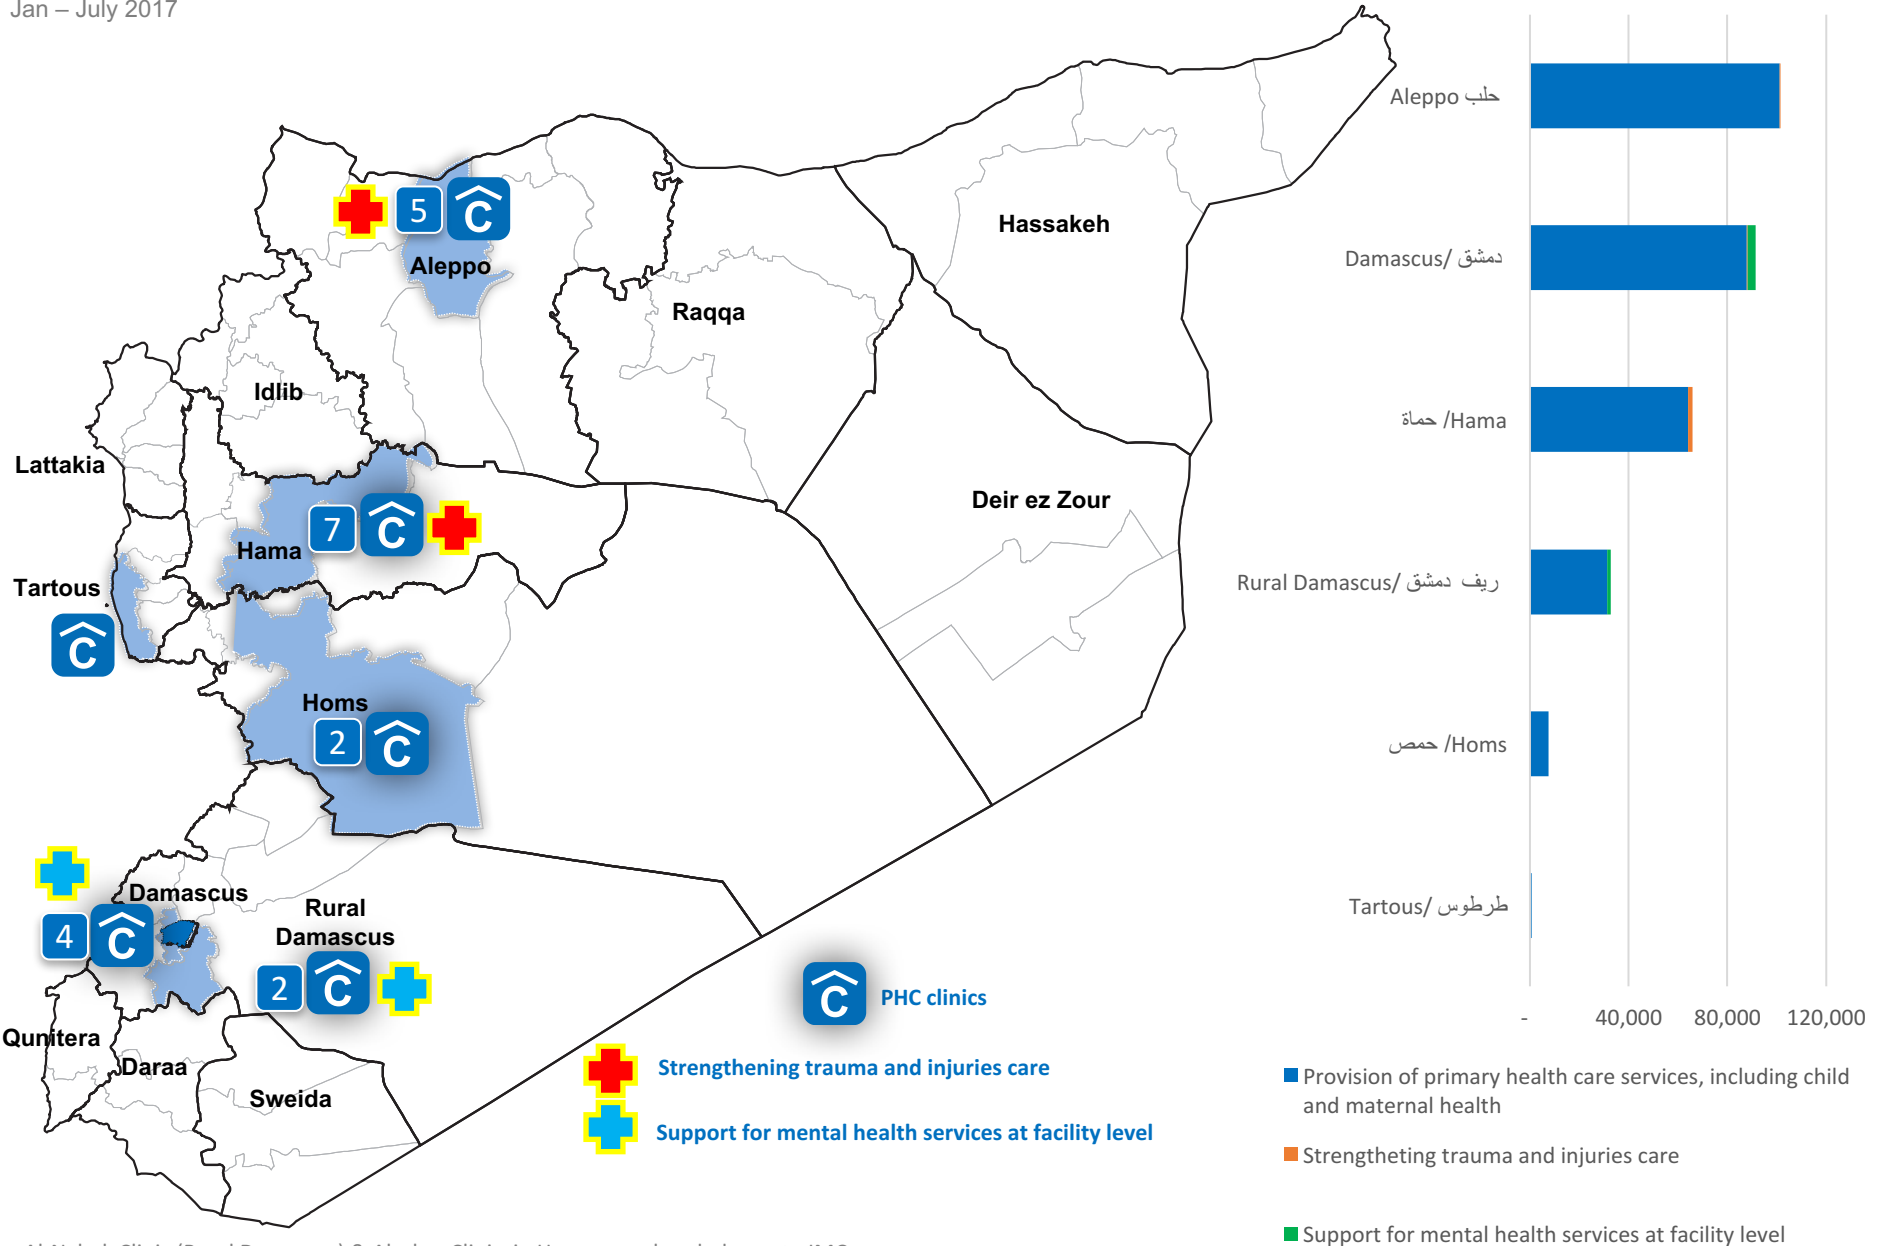 Jan – July 2017
5
C
Aleppo
Hassakeh
Raqqa
Idlib
Lattakia
Deir ez Zour
7
C
Hama
Tartous
C
Homs
2
C
Damascus
4
C
Rural
Damascus
2
C
Qunitera
Daraa
Sweida
C
PHC clinics
Strengthening trauma and injuries care
Support for mental health services at facility level
Aleppo حلب
Damascus/ دمشق
حماة /Hama
Rural Damascus/ ريف دمشق
حمص /Homs
Tartous/ طرطوس
-
40,000
80,000
120,000
Provision of primary health care services, including child
and maternal health
Strengtheting trauma and injuries care
Support for mental health services at facility level